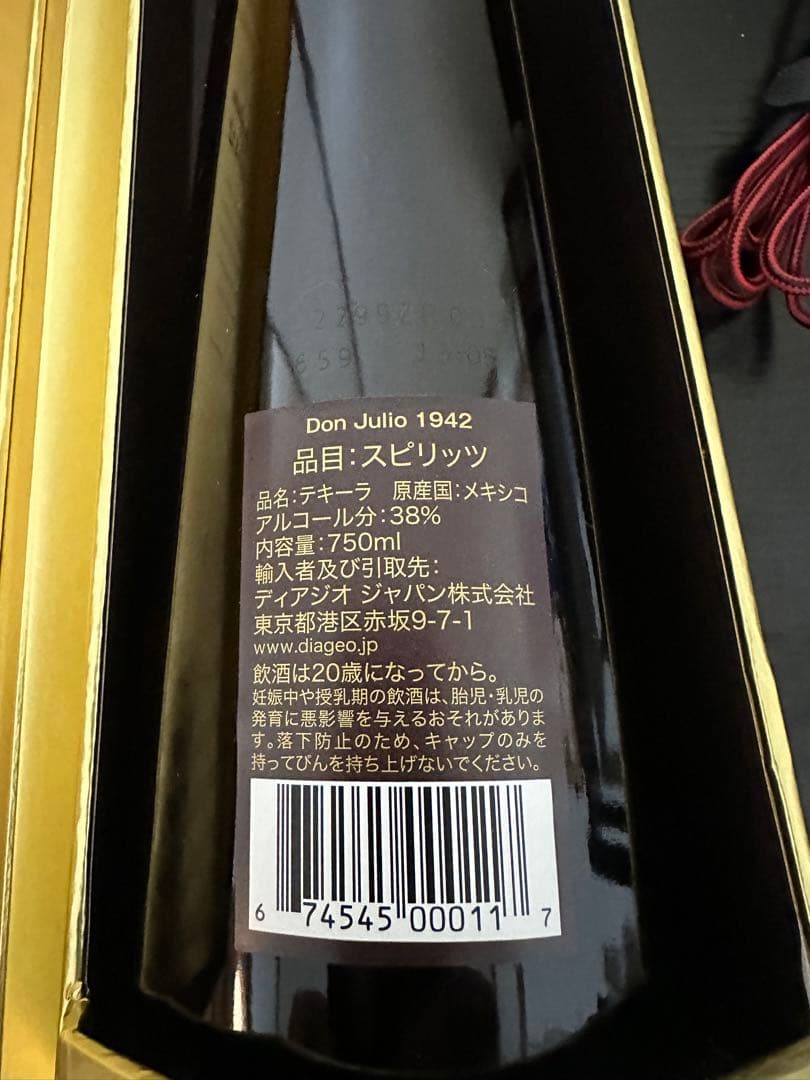 Don Julio 1942
品目：スピリッツ
品名：テキーラ　原産国：メキシコ
アルコール分：38%
内容量：750ml
輸入者及び引取先：
ディアジオ ジャパン株式会社
東京都港区赤坂9-7-1
www.diageo.jp
飲酒は20歳になってから。
妊娠中や授乳期の飲酒は、胎児・乳児の
発育に悪影響を与えるおそれがありま
す。落下防止のため、キャップのみを
持ってびんを持ち上げないでください。
6 74545 00011 7